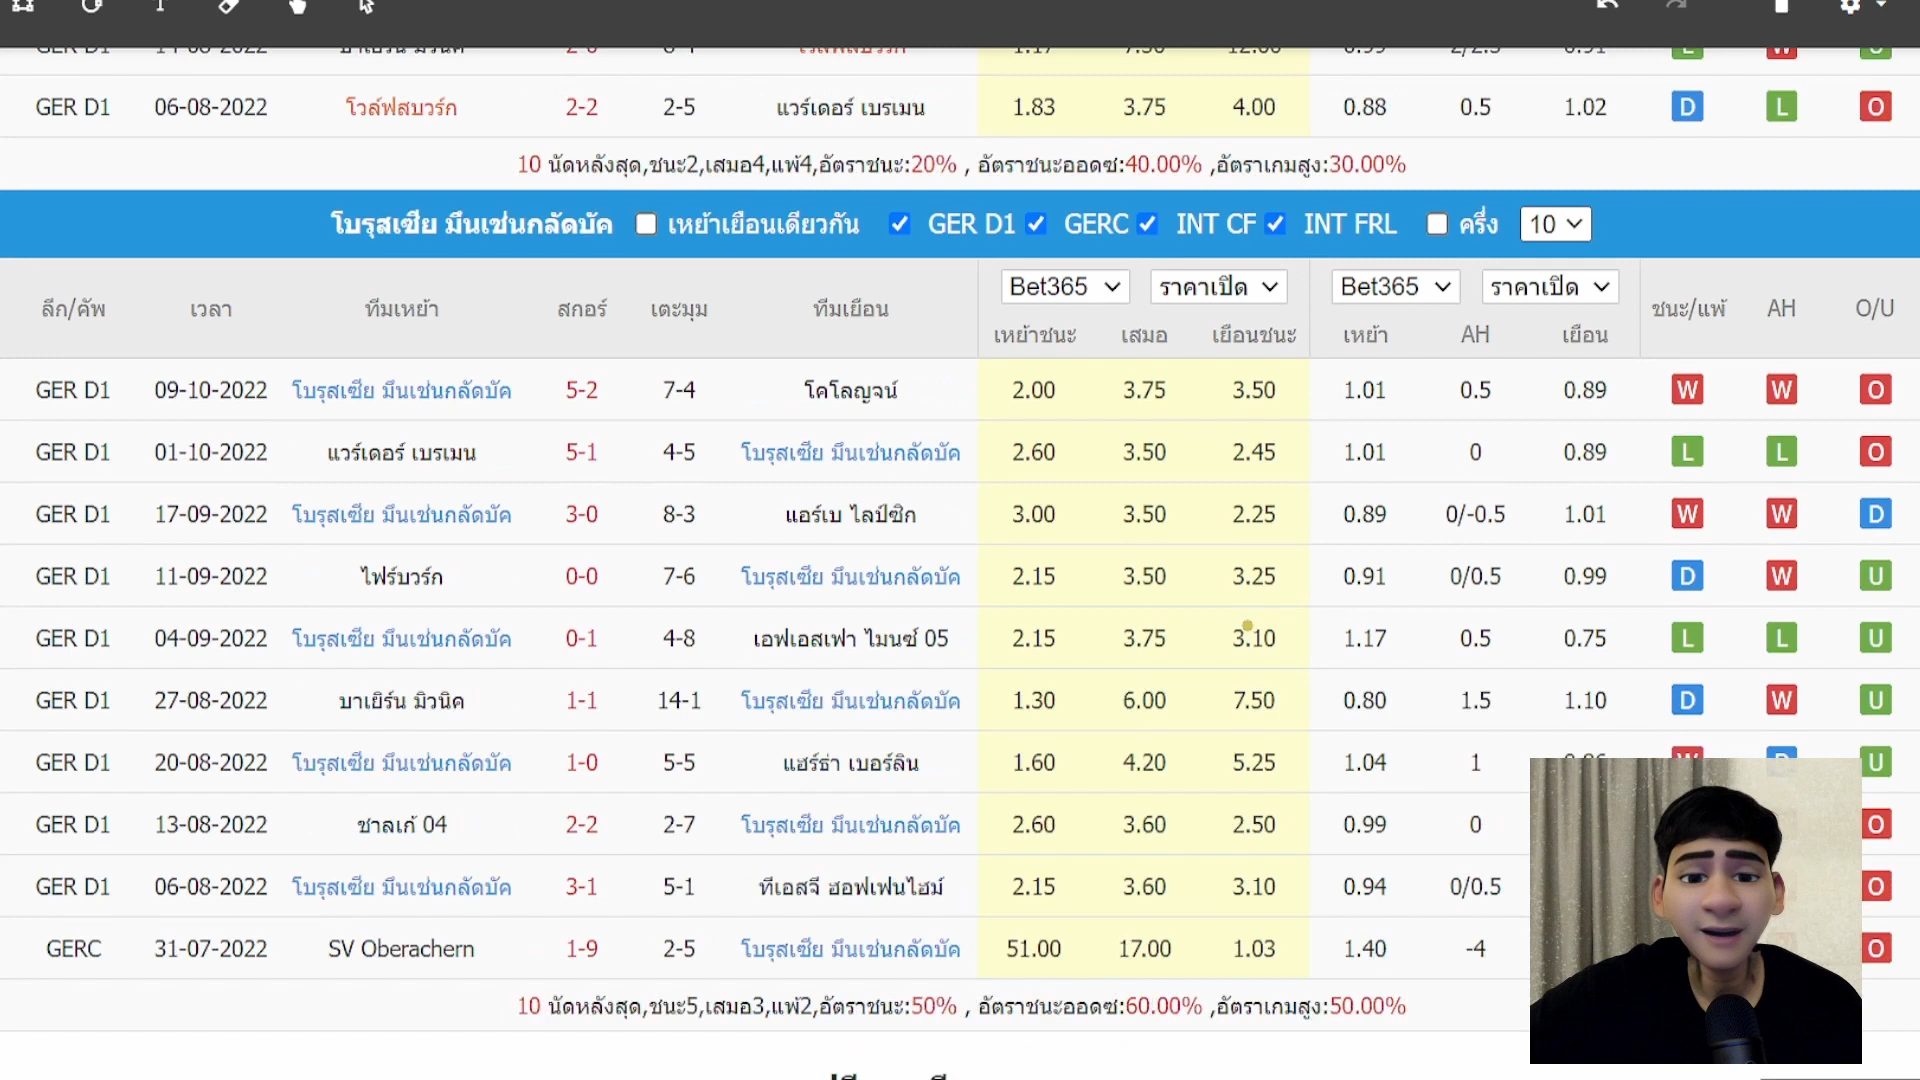 GER D1 06-08-2022 โวล์ฟสบวร์ก 2-2 2-5 แวร์เดอร์ เบรเมน 1.83 3.75 4.00 0.88 0.5 1.02 D L O
10 นัดหลังสุด,ชนะ2,เสมอ4,แพ้4,อัตราชนะ:20% , อัตราชนะออดซ:40.00% ,อัตราเกมสูง:30.00%
โบรุสเซีย มึนเช่นกลัดบัค เหย้าเยือนเดียวกัน GER D1 GERC INT CF INT FRL ครึ่ง 10
Bet365 ราคาเปิด Bet365 ราคาเปิด
ลีก/คัพ เวลา ทีมเหย้า สกอร์ เตะมุม ทีมเยือน ชนะ/แพ้ AH O/U
เหย้าชนะ เสมอ เยือนชนะ เหย้า AH เยือน
GER D1 09-10-2022 โบรุสเซีย มึนเช่นกลัดบัค 5-2 7-4 โคโลญจน์ 2.00 3.75 3.50 1.01 0.5 0.89 W W O
GER D1 01-10-2022 แวร์เดอร์ เบรเมน 5-1 4-5 โบรุสเซีย มึนเช่นกลัดบัค 2.60 3.50 2.45 1.01 0 0.89 L L O
GER D1 17-09-2022 โบรุสเซีย มึนเช่นกลัดบัค 3-0 8-3 แอร์เบ ไลป์ซิก 3.00 3.50 2.25 0.89 0/-0.5 1.01 W W D
GER D1 11-09-2022 ไฟร์บวร์ก 0-0 7-6 โบรุสเซีย มึนเช่นกลัดบัค 2.15 3.50 3.25 0.91 0/0.5 0.99 D W U
GER D1 04-09-2022 โบรุสเซีย มึนเช่นกลัดบัค 0-1 4-8 เอฟเอสเฟา ไมนซ์ 05 2.15 3.75 3.10 1.17 0.5 0.75 L L U
GER D1 27-08-2022 บาเยิร์น มิวนิค 1-1 14-1 โบรุสเซีย มึนเช่นกลัดบัค 1.30 6.00 7.50 0.80 1.5 1.10 D W U
GER D1 20-08-2022 โบรุสเซีย มึนเช่นกลัดบัค 1-0 5-5 แฮร์ธ่า เบอร์ลิน 1.60 4.20 5.25 1.04 1 U
GER D1 13-08-2022 ชาลเก้ 04 2-2 2-7 โบรุสเซีย มึนเช่นกลัดบัค 2.60 3.60 2.50 0.99 0 O
GER D1 06-08-2022 โบรุสเซีย มึนเช่นกลัดบัค 3-1 5-1 ทีเอสจี ฮอฟเฟนไฮม์ 2.15 3.60 3.10 0.94 0/0.5 O
GERC 31-07-2022 SV Oberachern 1-9 2-5 โบรุสเซีย มึนเช่นกลัดบัค 51.00 17.00 1.03 1.40 -4 O
10 นัดหลังสุด,ชนะ5,เสมอ3,แพ้2,อัตราชนะ:50% , อัตราชนะออดซ:60.00% ,อัตราเกมสูง:50.00%